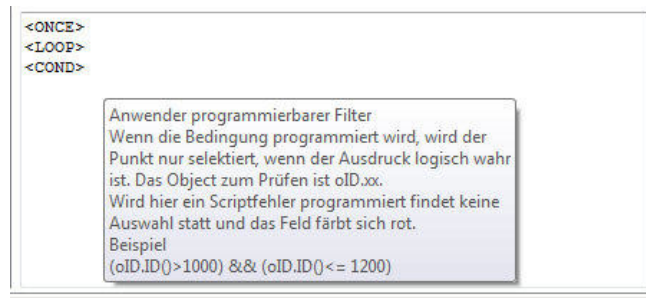 <ONCE>
<LOOP>
<COND>
Anwender programmierbarer Filter
Wenn die Bedingung programmiert wird, wird der
Punkt nur selektiert, wenn der Ausdruck logisch wahr
ist. Das Object zum Prüfen ist oID.xx.
Wird hier ein Scriptfehler programmiert findet keine
Auswahl statt und das Feld färbt sich rot.
Beispiel
(oID.ID()>1000) && (oID.ID()<= 1200)